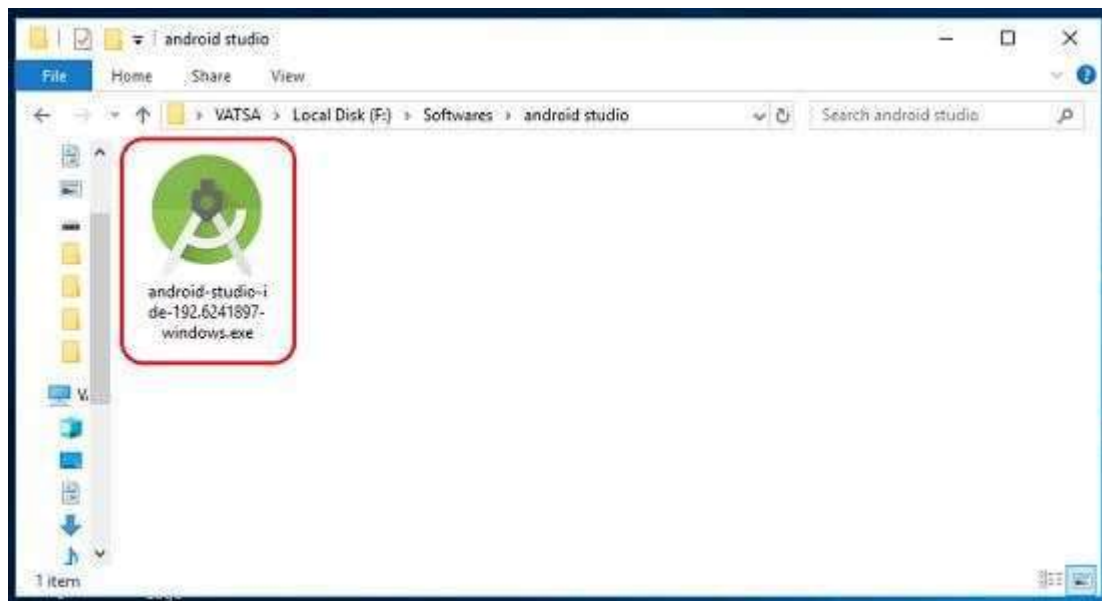 android studio
File Home Share View
VATSA > Local Disk (F:) > Softwares > android studio
Search android studio
android-studio-i
de-192.6241897-
windows.exe
1 item